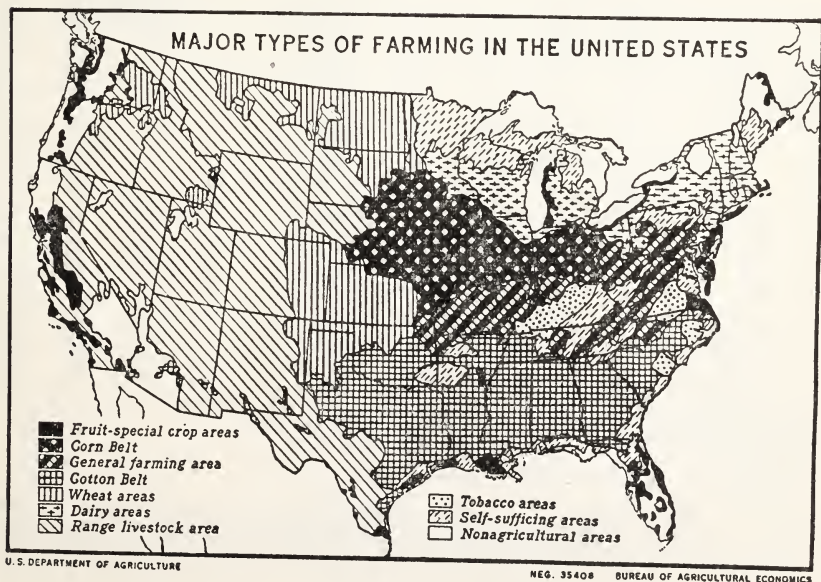 MAJOR TYPES OF FARMING IN THE UNITED STATES
Fruit-special crop areas
Corn Belt
General farming area
Cotton Belt
Wheat areas
Dairy areas
Range livestock area
Tobacco areas
Self-sufficing areas
Nonagricultural areas
U.S. DEPARTMENT OF AGRICULTURE
NEG. 35408 BUREAU OF AGRICULTURAL ECONOMICS